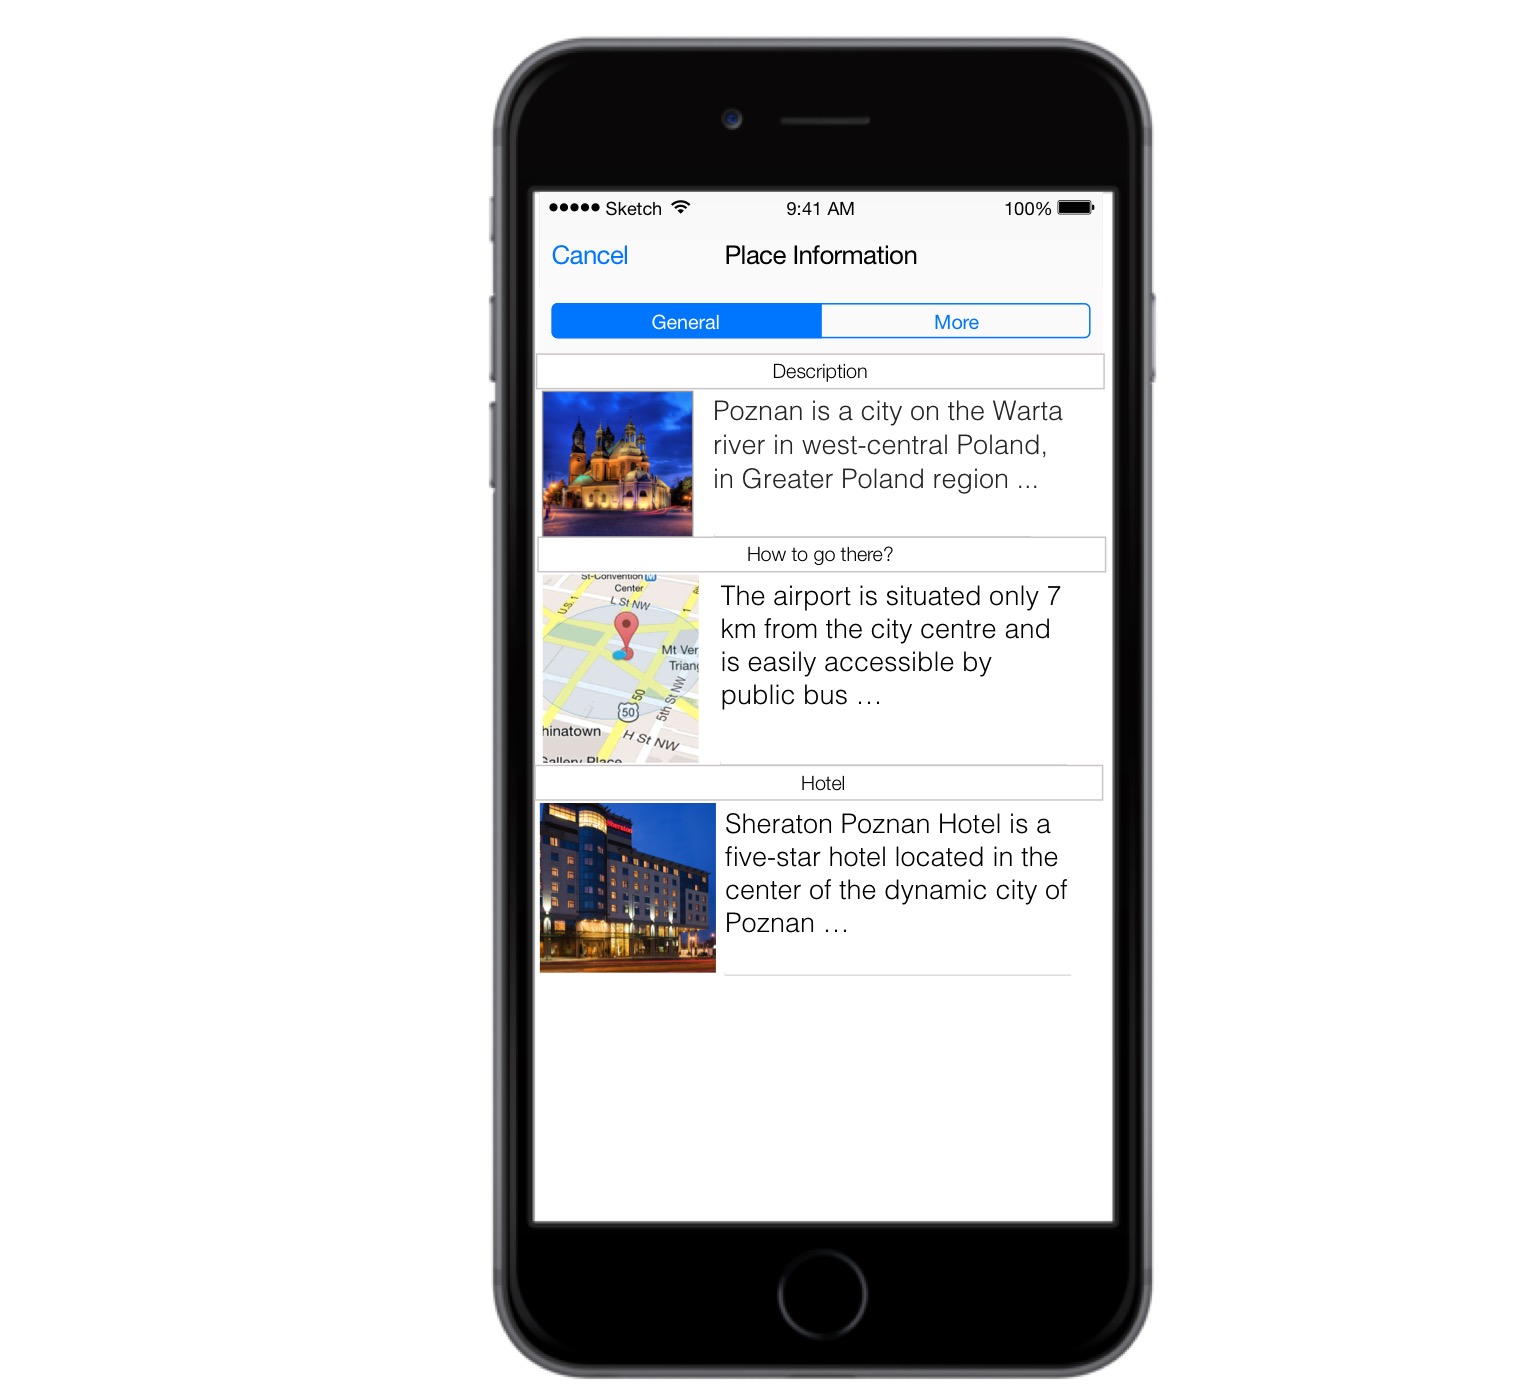 Sketch 9:41 AM 100%
Cancel Place Information
General More
Description
Poznan is a city on the Warta
river in west-central Poland,
in Greater Poland region ...
How to go there?
St-Convention M
Center
L St NW
U.S. 1
1
The airport is situated only 7
km from the city centre and
is easily accessible by
public bus …
Mt Ver
Triang
50
5th St NW
50
hinatown
H St NW
Gallery Place
Hotel
Sheraton
Sheraton Poznan Hotel is a
five-star hotel located in the
center of the dynamic city of
Poznan …